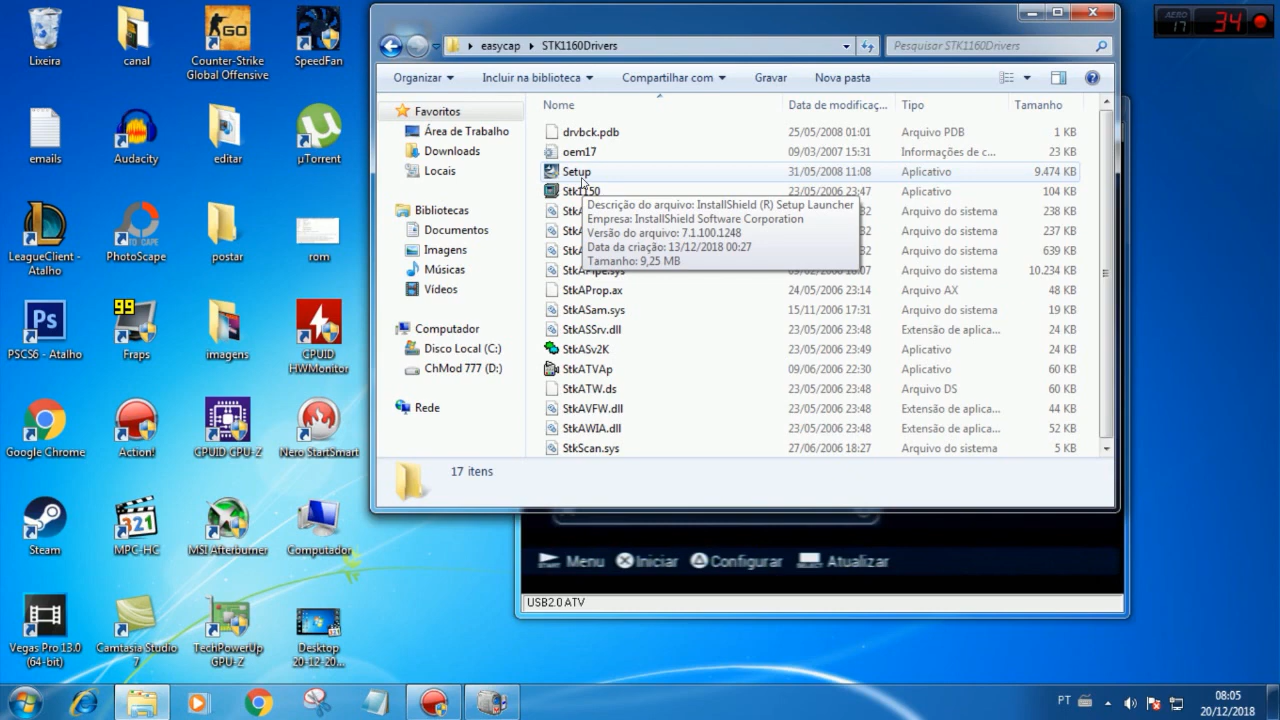 Lixeira
canal
Counter-Strike
Global Offensive
SpeedFan
emails
Audacity
editar
µTorrent
LeagueClient -
Atalho
PhotoScape
postar
rom
PSCS6 - Atalho
99
Fraps
imagens
CPUID
HWMonitor
Google Chrome
Action!
CPUID CPU-Z
Nero StartSmart
Steam
MPC-HC
MSI Afterburner
Computador
Vegas Pro 13.0
(64-bit)
Camtasia Studio
7
TechPowerUp
GPU-Z
Desktop
20-12-20...
easycap
STK1160Drivers
Pesquisar STK1160Drivers
Organizar
Incluir na biblioteca
Compartilhar com
Gravar
Nova pasta
Favoritos
Área de Trabalho
Downloads
Locais
Bibliotecas
Documentos
Imagens
Músicas
Vídeos
Computador
Disco Local (C:)
ChMod 777 (D:)
Rede
Nome Data de modificaç... Tipo Tamanho
drvbck.pdb 25/05/2008 01:01 Arquivo PDB 1 KB
oem17 09/03/2007 15:31 Informações de c... 23 KB
Setup 31/05/2008 11:08 Aplicativo 9.474 KB
Stk1150 23/05/2006 23:47 Aplicativo 104 KB
Descrição do arquivo: InstallShield (R) Setup Launcher
Empresa: InstallShield Software Corporation
Versão do arquivo: 7.1.100.1248
Data da criação: 13/12/2018 00:27
Tamanho: 9,25 MB
Arquivo do sistema 238 KB
Arquivo do sistema 237 KB
Arquivo do sistema 639 KB
Arquivo do sistema 10.234 KB
StkAProp.ax 24/05/2006 23:14 Arquivo AX 48 KB
StkASam.sys 15/11/2006 17:31 Arquivo do sistema 19 KB
StkASSrv.dll 23/05/2006 23:48 Extensão de aplica... 24 KB
StkASv2K 23/05/2006 23:49 Aplicativo 24 KB
StkATVAp 09/06/2006 22:30 Aplicativo 60 KB
StkATW.ds 23/05/2006 23:48 Arquivo DS 60 KB
StkAVFW.dll 23/05/2006 23:48 Extensão de aplica... 44 KB
StkAWIA.dll 23/05/2006 23:48 Extensão de aplica... 52 KB
StkScan.sys 27/06/2006 18:27 Arquivo do sistema 5 KB
17 itens
Menu Iniciar Configurar Atualizar
USB2.0 ATV
AERO
17
34
PT
08:05
20/12/2018